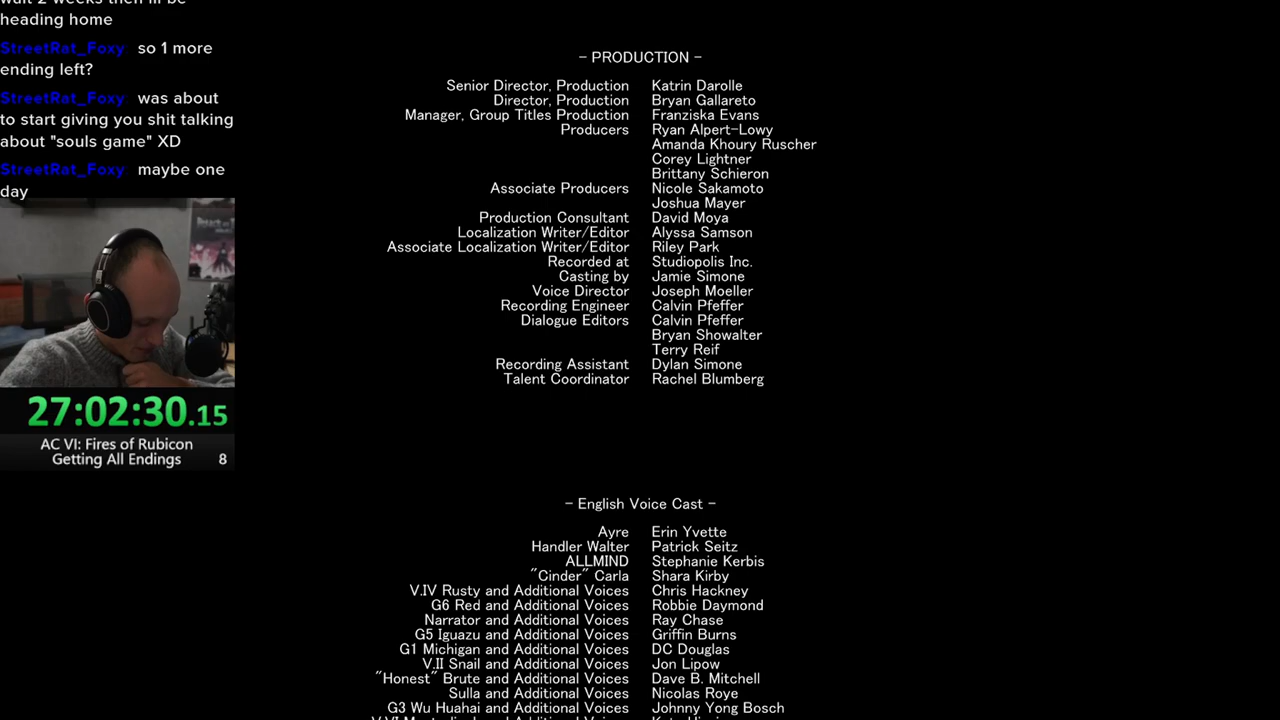 heading home
StreetRat_Foxy so 1 more
ending left?
StreetRat_Foxy was about
to start giving you shit talking
about "souls game" XD
StreetRat_Foxy maybe one
day
27:02:30.15
AC VI: Fires of Rubicon
Getting All Endings 8
– PRODUCTION –
Senior Director, Production Katrin Darolle
Director, Production Bryan Gallareto
Manager, Group Titles Production Franziska Evans
Producers Ryan Alpert-Lowy
Amanda Khoury Ruscher
Corey Lightner
Brittany Schieron
Associate Producers Nicole Sakamoto
Joshua Mayer
Production Consultant David Moya
Localization Writer/Editor Alyssa Samson
Associate Localization Writer/Editor Riley Park
Recorded at Studiopolis Inc.
Casting by Jamie Simone
Voice Director Joseph Moeller
Recording Engineer Calvin Pfeffer
Dialogue Editors Calvin Pfeffer
Bryan Showalter
Terry Reif
Recording Assistant Dylan Simone
Talent Coordinator Rachel Blumberg
– English Voice Cast –
Ayre Erin Yvette
Handler Walter Patrick Seitz
ALLMIND Stephanie Kerbis
"Cinder" Carla Shara Kirby
V.IV Rusty and Additional Voices Chris Hackney
G6 Red and Additional Voices Robbie Daymond
Narrator and Additional Voices Ray Chase
G5 Iguazu and Additional Voices Griffin Burns
G1 Michigan and Additional Voices DC Douglas
V.II Snail and Additional Voices Jon Lipow
"Honest" Brute and Additional Voices Dave B. Mitchell
Sulla and Additional Voices Nicolas Roye
G3 Wu Huahai and Additional Voices Johnny Yong Bosch